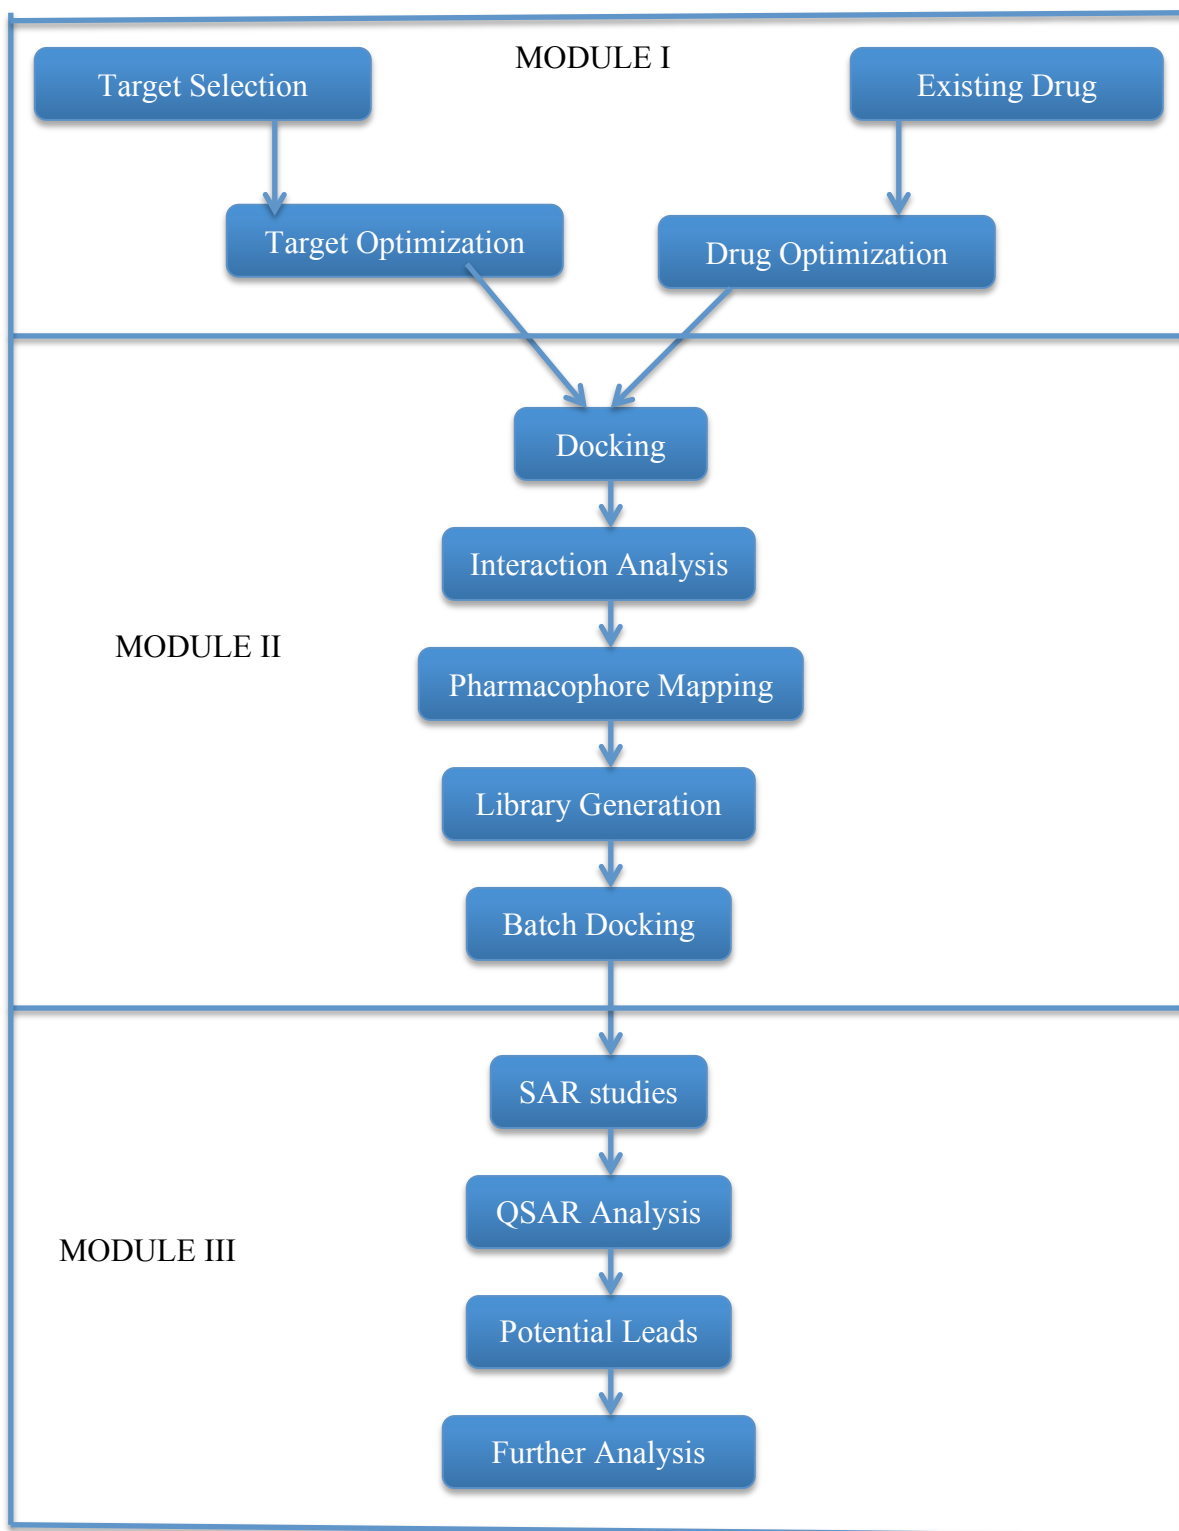 MODULE I
Target Selection
Existing Drug
Target Optimization
Drug Optimization
Docking
Interaction Analysis
MODULE II
Pharmacophore Mapping
Library Generation
Batch Docking
SAR studies
QSAR Analysis
MODULE III
Potential Leads
Further Analysis